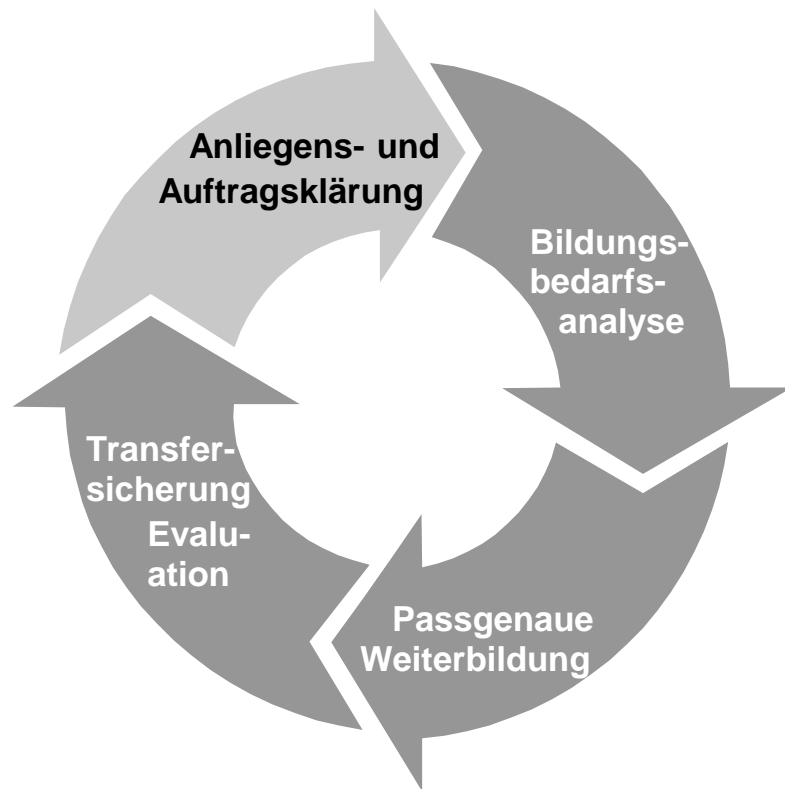 Anliegens- und
Auftragsklärung
Bildungs-
bedarfs-
analyse
Passgenaue
Weiterbildung
Transfer-
sicherung
Evalu-
ation